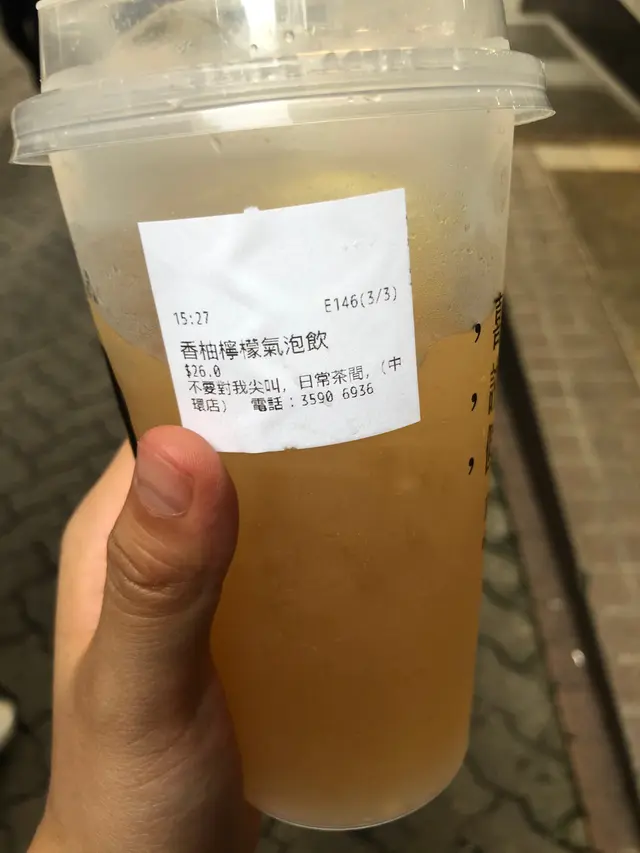 15:27 E146(3/3)
香柚檸檬氣泡飲
$26.0
不要對我尖叫, 日常茶間, (中
環店) 電話:3590 6936